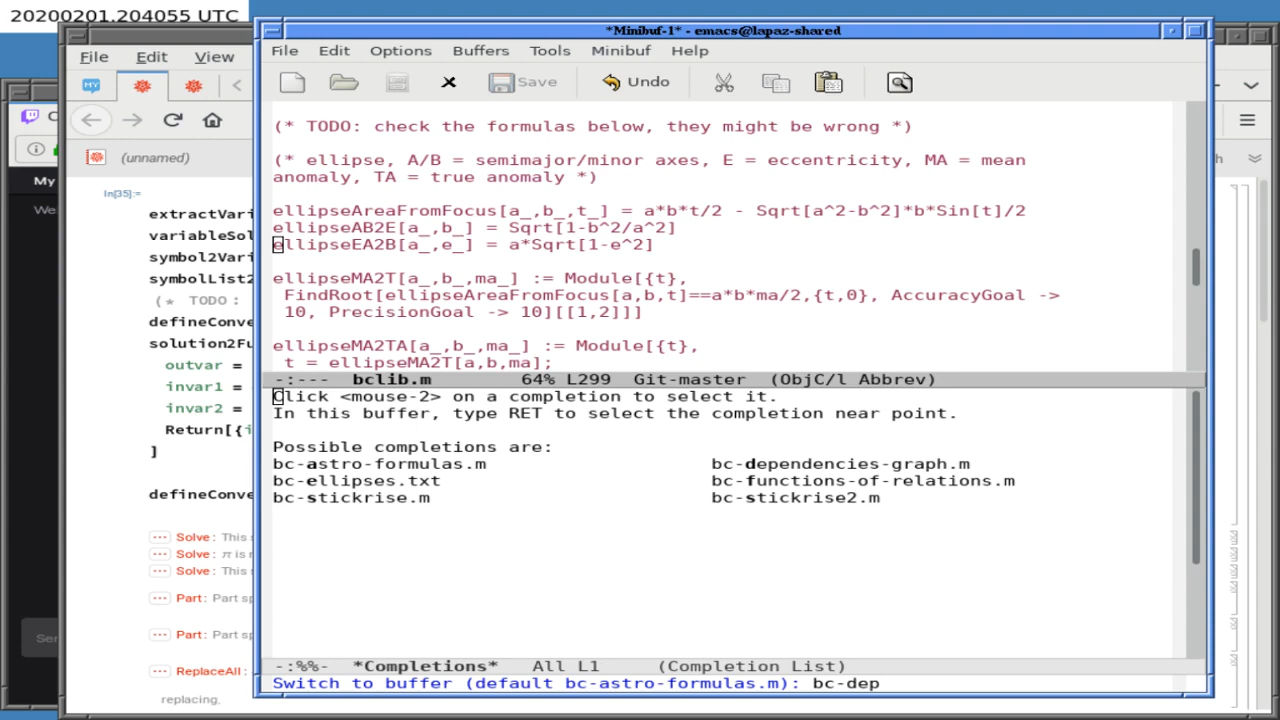 20200201.204055 UTC
*Minibuf-1* - emacs@lapaz-shared
File Edit Options Buffers Tools Minibuf Help
Save Undo
(* TODO: check the formulas below, they might be wrong *)
(* ellipse, A/B = semimajor/minor axes, E = eccentricity, MA = mean
anomaly, TA = true anomaly *)
ellipseAreaFromFocus[a_,b_,t_] = a*b*t/2 - Sqrt[a^2-b^2]*b*Sin[t]/2
ellipseAB2E[a_,b_] = Sqrt[1-b^2/a^2]
ellipseEA2B[a_,e_] = a*Sqrt[1-e^2]
ellipseMA2T[a_,b_,ma_] := Module[{t},
FindRoot[ellipseAreaFromFocus[a,b,t]==a*b*ma/2,{t,0}, AccuracyGoal ->
10, PrecisionGoal -> 10][[1,2]]]
ellipseMA2TA[a_,b_,ma_] := Module[{t},
t = ellipseMA2T[a,b,ma];
-:--- bclib.m 64% L299 Git-master (ObjC/l Abbrev)
Click <mouse-2> on a completion to select it.
In this buffer, type RET to select the completion near point.
Possible completions are:
bc-astro-formulas.m bc-dependencies-graph.m
bc-ellipses.txt bc-functions-of-relations.m
bc-stickrise.m bc-stickrise2.m
-:%%- *Completions* All L1 (Completion List)
Switch to buffer (default bc-astro-formulas.m): bc-dep
File Edit View
MY
(unnamed)
In[35]:=
extractVari
variableSol
symbol2Vari
symbolList2
(* TODO:
defineConve
solution2Fu
outvar =
invar1 =
invar2 =
Return[{i
]
defineConve
Solve: This s
Solve: π is r
Solve: This s
Part: Part sp
Part: Part sp
ReplaceAll:
replacing.
My
We
Ser